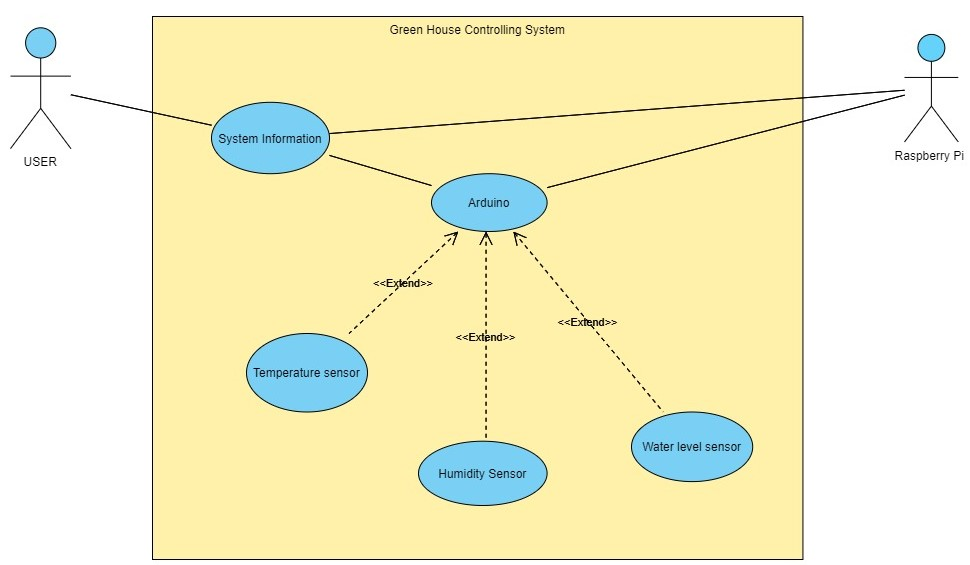 Green House Controlling System
USER
Raspberry Pi
System Information
Arduino
<<Extend>>
<<Extend>>
<<Extend>>
Temperature sensor
Humidity Sensor
Water level sensor